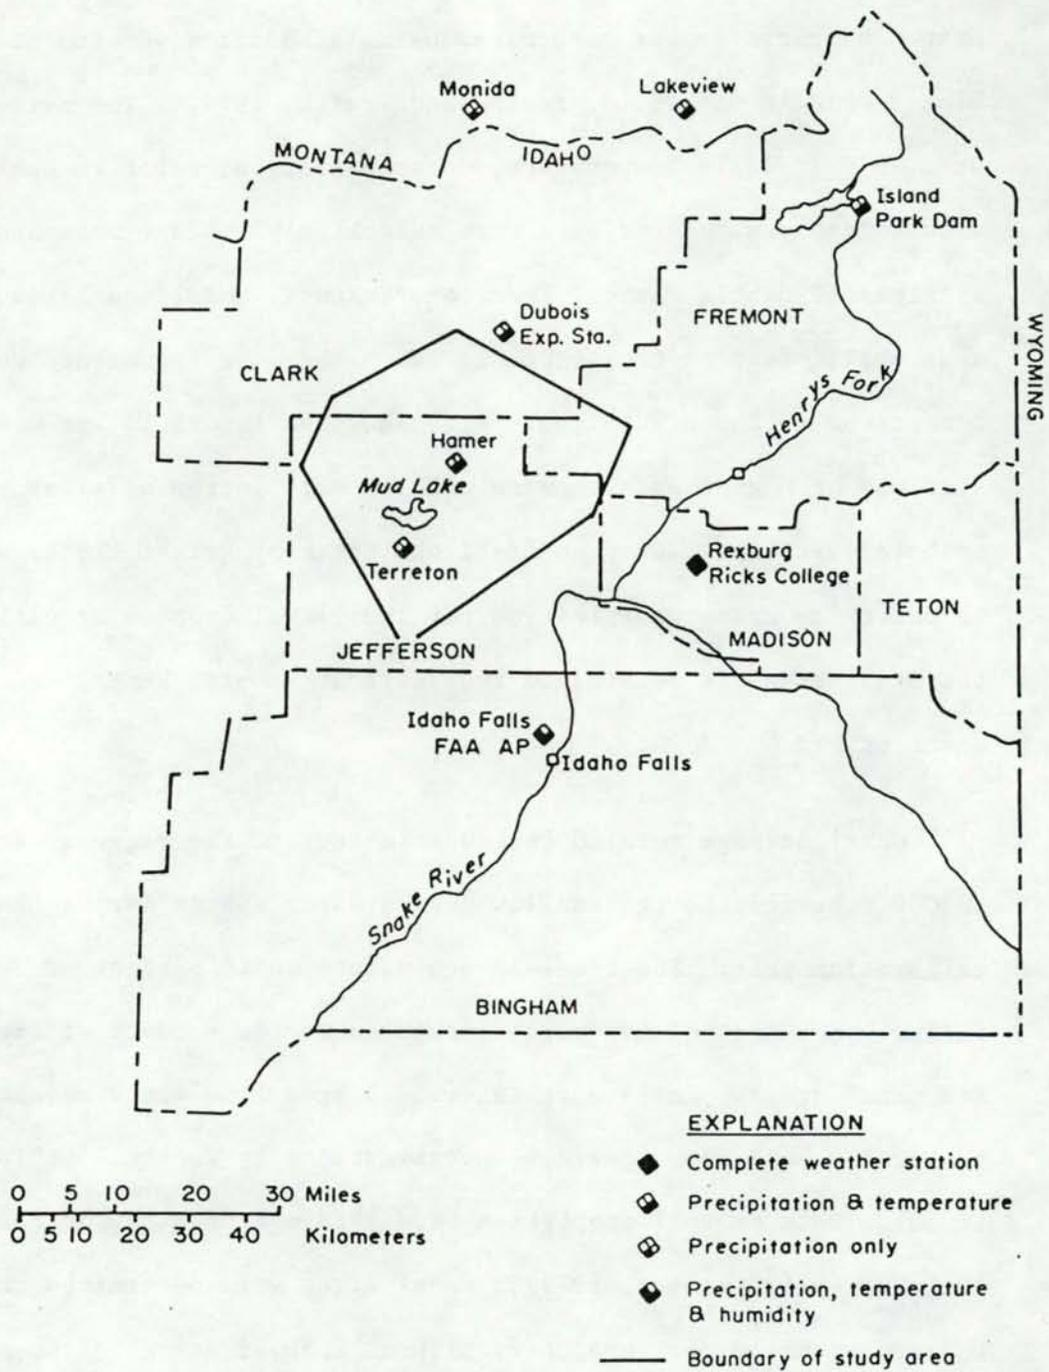 Monida
Lakeview
MONTANA
IDAHO
Island
Park Dam
Dubois
Exp. Sta.
FREMONT
WYOMING
CLARK
Henrys Fork
Hamer
Mud Lake
Terreton
Rexburg
Ricks College
TETON
MADISON
JEFFERSON
Idaho Falls
FAA AP
Idaho Falls
Snake River
BINGHAM
EXPLANATION
Complete weather station
Precipitation & temperature
Precipitation only
Precipitation, temperature
& humidity
Boundary of study area
0 5 10 20 30 Miles
0 5 10 20 30 40 Kilometers